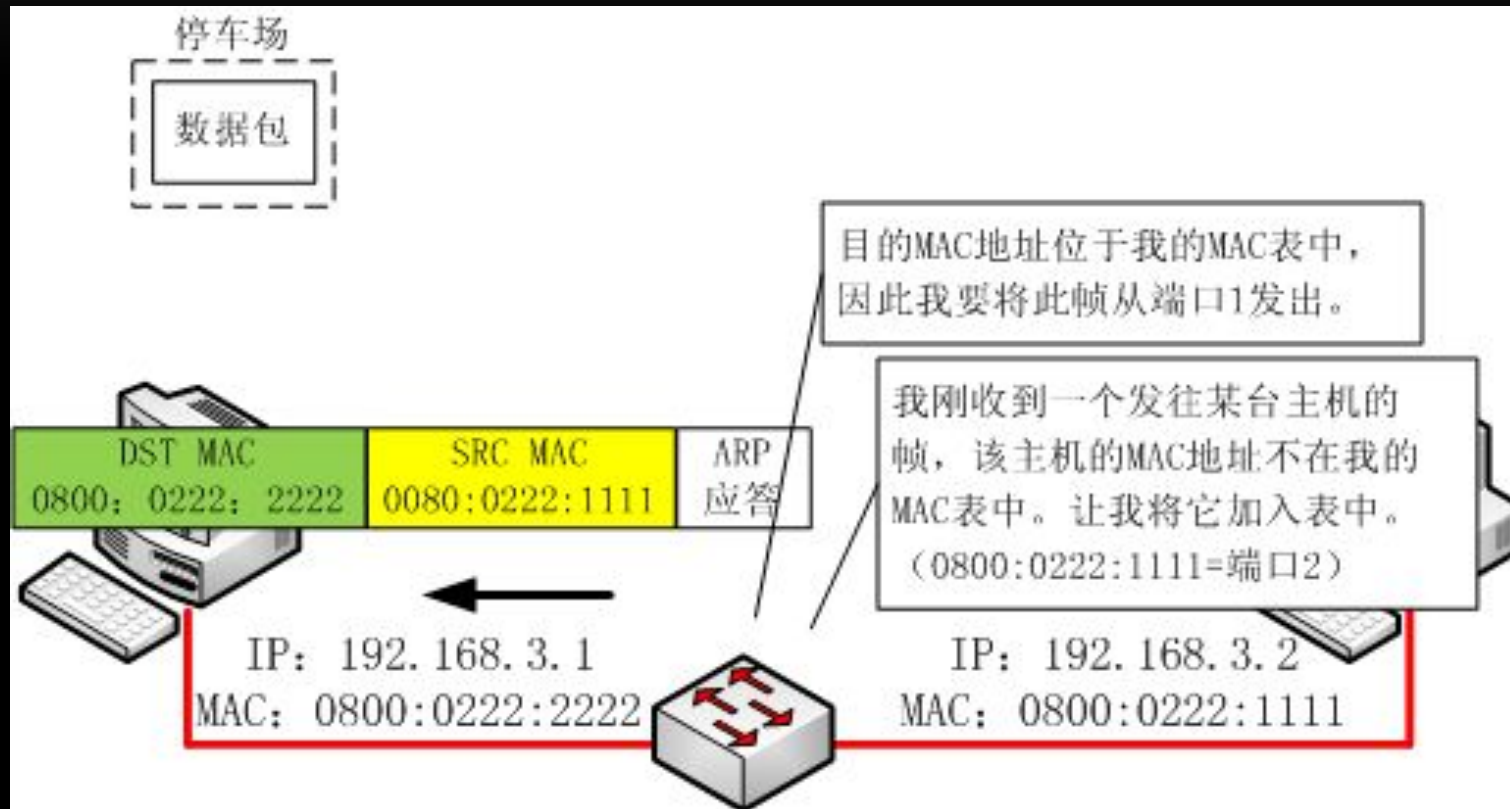 停车场
数据包
目的MAC地址位于我的MAC表中，
因此我要将此帧从端口1发出。
我刚收到一个发往某台主机的
帧，该主机的MAC地址不在我的
MAC表中。让我将它加入表中。
（0800:0222:1111=端口2）
DST MAC
0800：0222：2222
SRC MAC
0080:0222:1111
ARP
应答
IP：192.168.3.1
MAC：0800:0222:2222
IP：192.168.3.2
MAC：0800:0222:1111